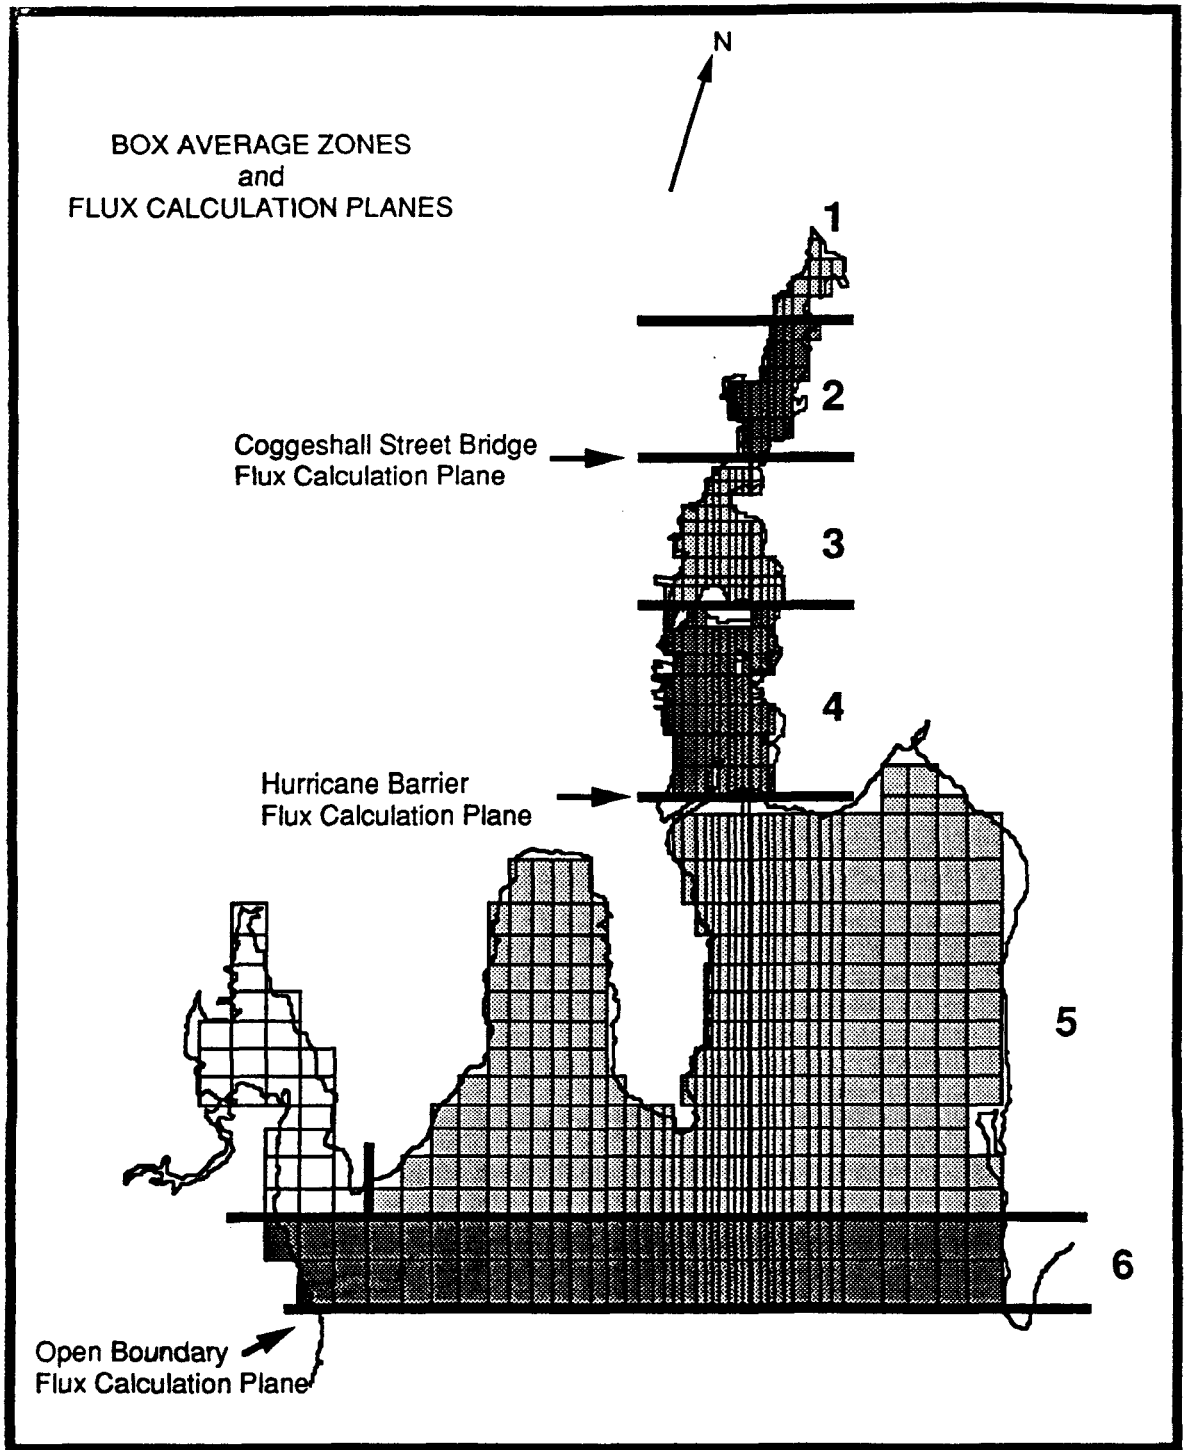 N
BOX AVERAGE ZONES
and
FLUX CALCULATION PLANES
1
2
Coggeshall Street Bridge
Flux Calculation Plane
3
4
Hurricane Barrier
Flux Calculation Plane
5
6
Open Boundary
Flux Calculation Plane